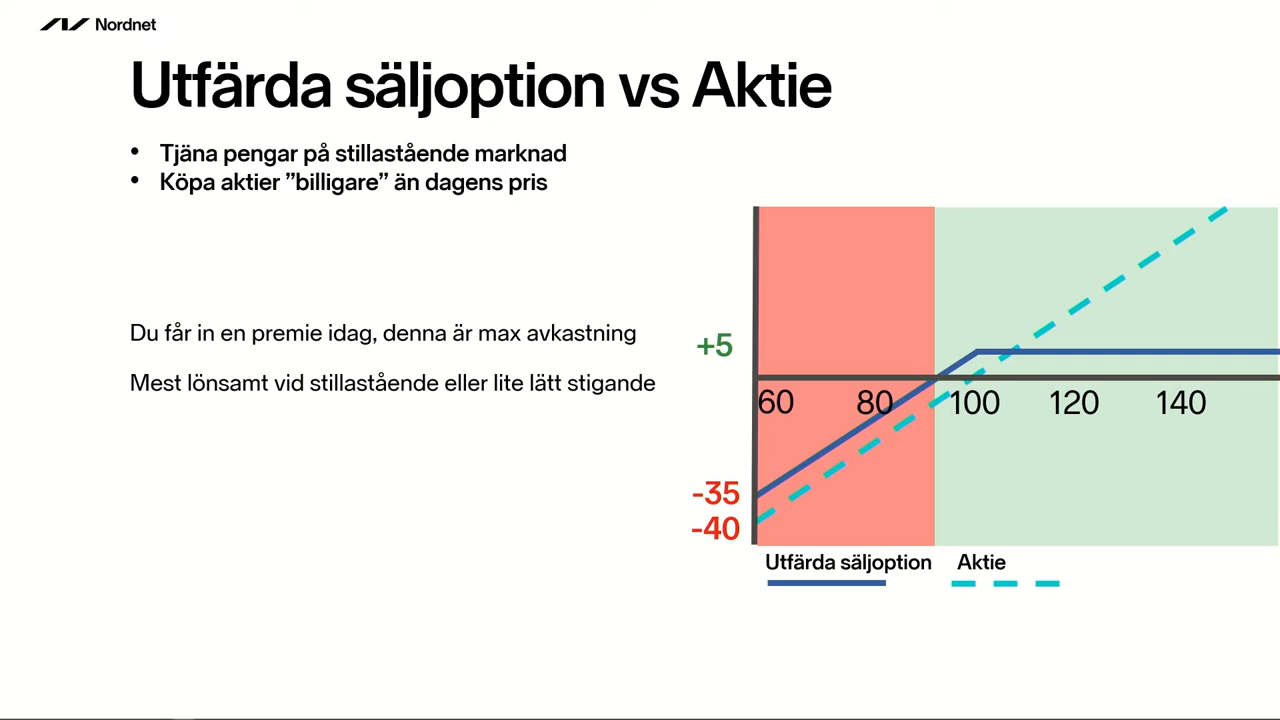 Nordnet
Utfärda säljoption vs Aktie
• Tjäna pengar på stillastående marknad
• Köpa aktier ”billigare” än dagens pris
Du får in en premie idag, denna är max avkastning
Mest lönsamt vid stillastående eller lite lätt stigande
+5
60 80 100 120 140
-35
-40
Utfärda säljoption Aktie